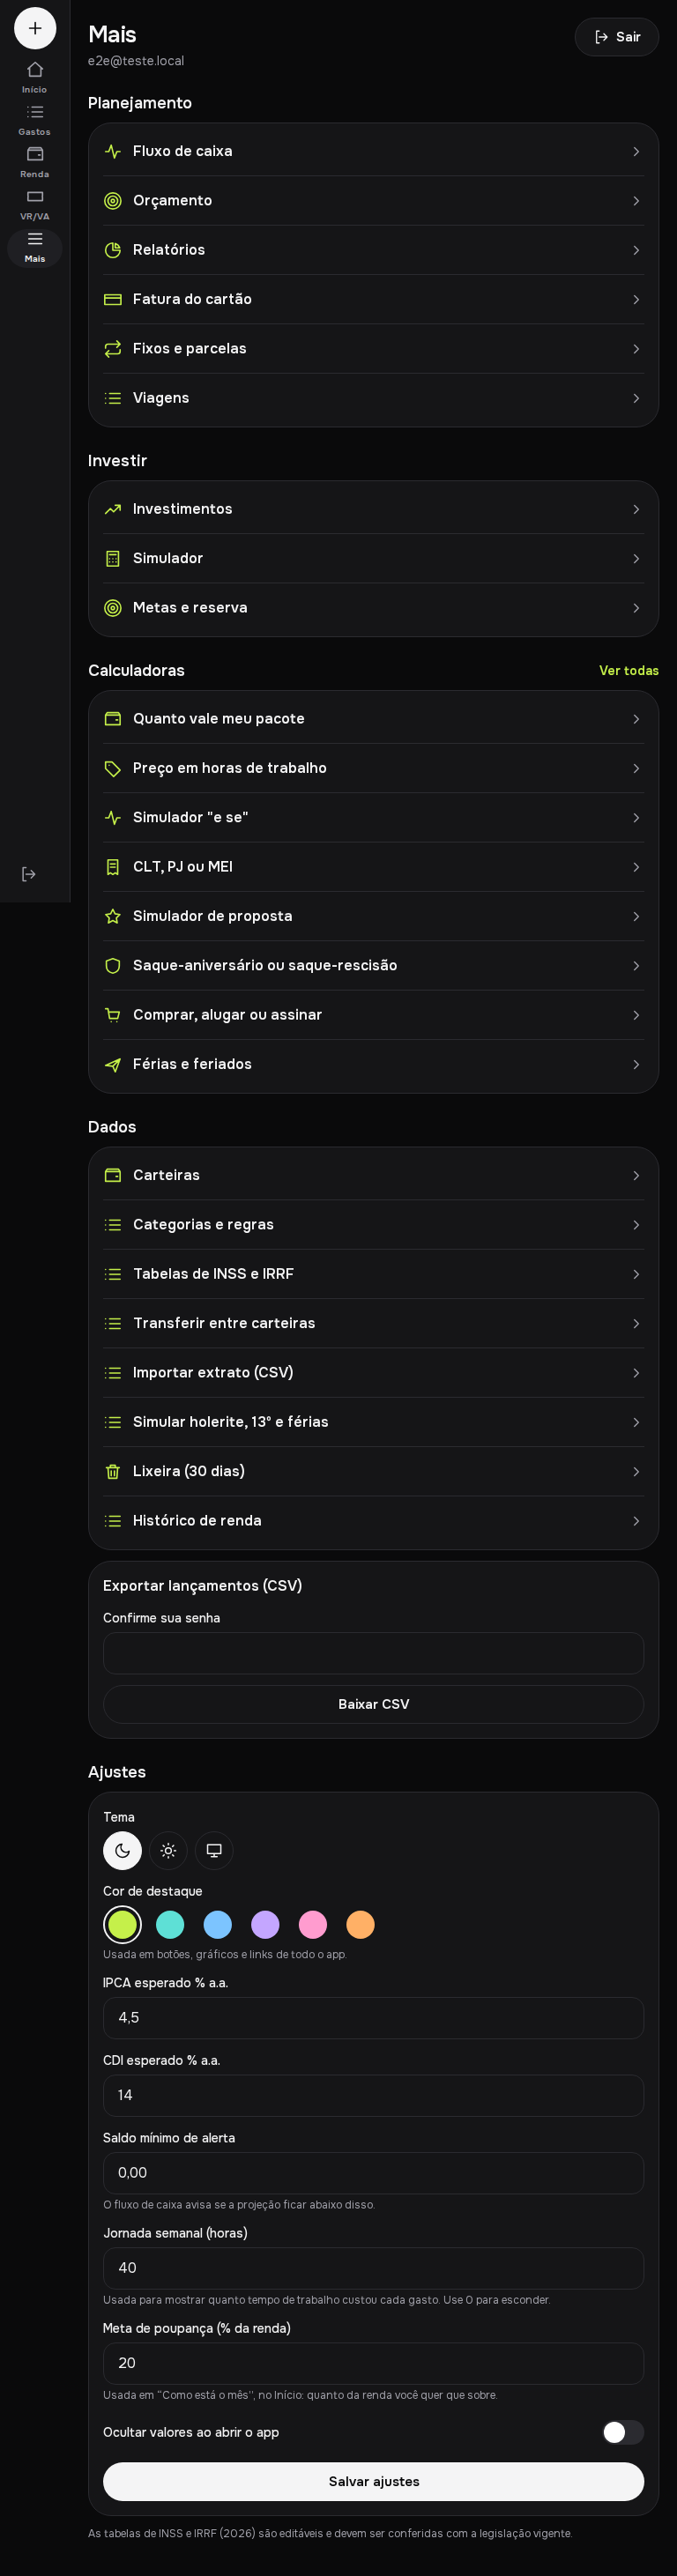 Início
Gastos
Renda
VR/VA
Mais
Mais
e2e@teste.local
Sair
Planejamento
Fluxo de caixa
Orçamento
Relatórios
Fatura do cartão
Fixos e parcelas
Viagens
Investir
Investimentos
Simulador
Metas e reserva
Calculadoras
Ver todas
Quanto vale meu pacote
Preço em horas de trabalho
Simulador "e se"
CLT, PJ ou MEI
Simulador de proposta
Saque-aniversário ou saque-rescisão
Comprar, alugar ou assinar
Férias e feriados
Dados
Carteiras
Categorias e regras
Tabelas de INSS e IRRF
Transferir entre carteiras
Importar extrato (CSV)
Simular holerite, 13º e férias
Lixeira (30 dias)
Histórico de renda
Exportar lançamentos (CSV)
Confirme sua senha
Baixar CSV
Ajustes
Tema
Cor de destaque
Usada em botões, gráficos e links de todo o app.
IPCA esperado % a.a.
4,5
CDI esperado % a.a.
14
Saldo mínimo de alerta
0,00
O fluxo de caixa avisa se a projeção ficar abaixo disso.
Jornada semanal (horas)
40
Usada para mostrar quanto tempo de trabalho custou cada gasto. Use 0 para esconder.
Meta de poupança (% da renda)
20
Usada em "Como está o mês", no Início: quanto da renda você quer que sobre.
Ocultar valores ao abrir o app
Salvar ajustes
As tabelas de INSS e IRRF (2026) são editáveis e devem ser conferidas com a legislação vigente.